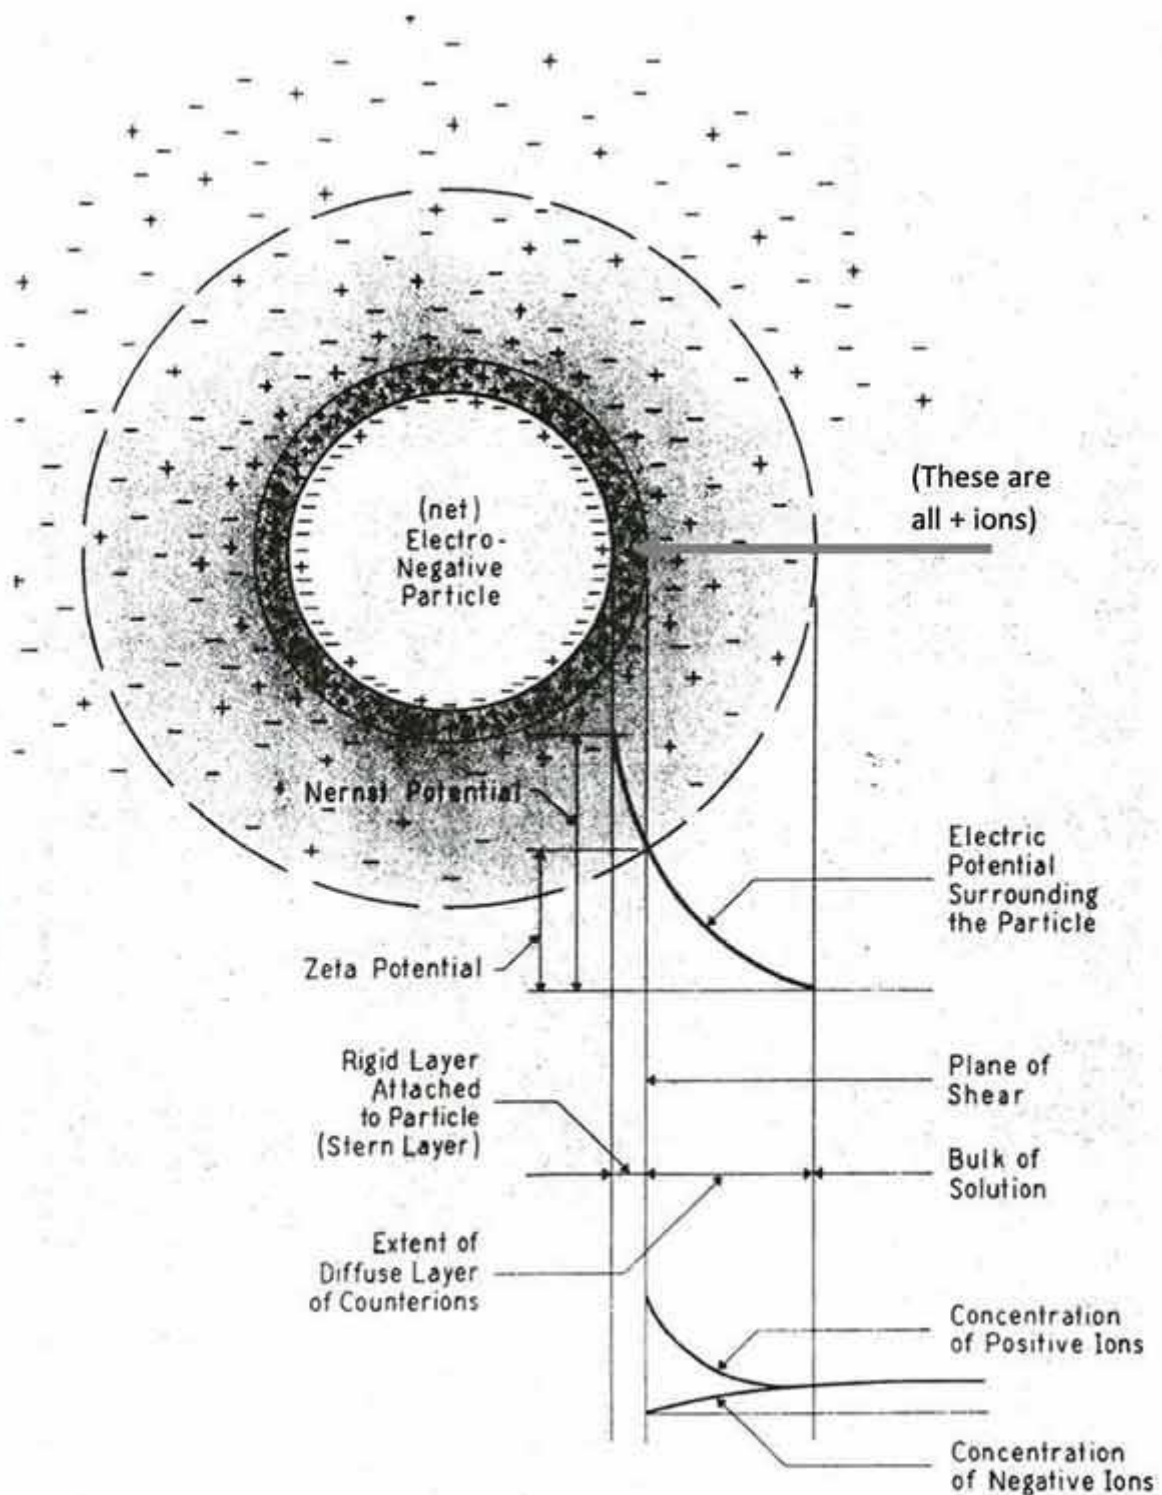 (net)
Electro-
Negative
Particle
(These are
all + ions)
Nernst Potential
Electric
Potential
Surrounding
the Particle
Zeta Potential
Rigid Layer
Attached
to Particle
(Stern Layer)
Plane of
Shear
Bulk of
Solution
Extent of
Diffuse Layer
of Counterions
Concentration
of Positive Ions
Concentration
of Negative Ions